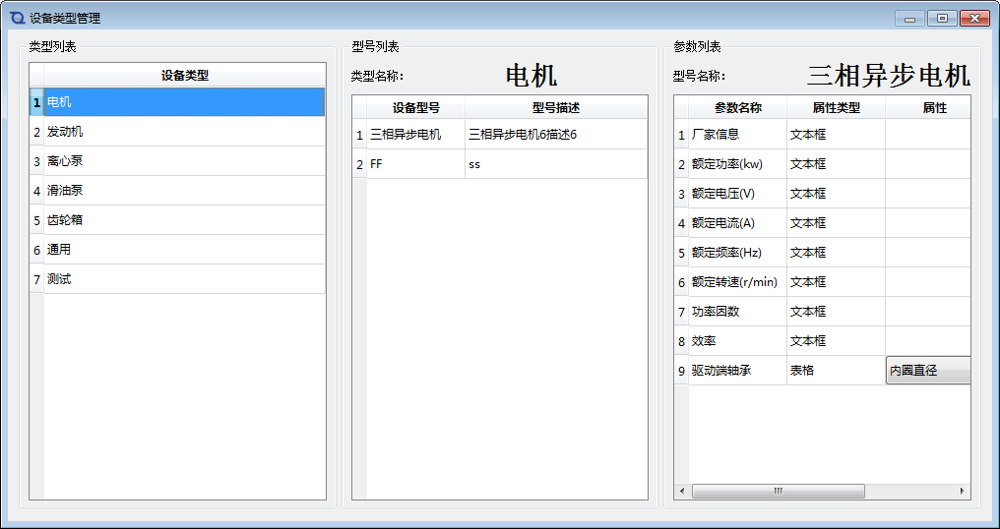 设备类型管理
类型列表
设备类型
1 电机
2 发动机
3 离心泵
4 滑油泵
5 齿轮箱
6 通用
7 测试
型号列表
类型名称: 电机
设备型号 型号描述
1 三相异步电机 三相异步电机6描述6
2 FF ss
参数列表
型号名称: 三相异步电机
参数名称 属性类型 属性
1 厂家信息 文本框
2 额定功率(kw) 文本框
3 额定电压(V) 文本框
4 额定电流(A) 文本框
5 额定频率(Hz) 文本框
6 额定转速(r/min) 文本框
7 功率因数 文本框
8 效率 文本框
9 驱动端轴承 表格 内圈直径